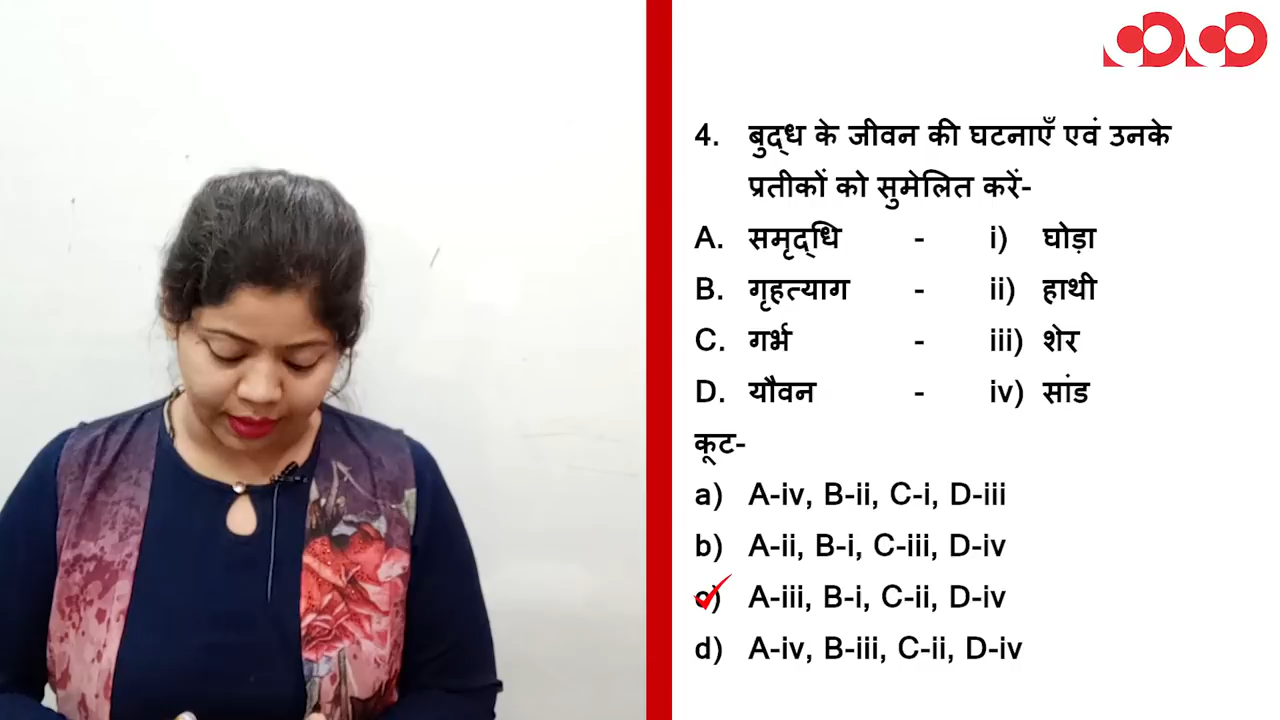 4. बुद्ध के जीवन की घटनाएँ एवं उनके
प्रतीकों को सुमेलित करें-
A. समृद्धि - i) घोड़ा
B. गृहत्याग - ii) हाथी
C. गर्भ - iii) शेर
D. यौवन - iv) सांड
कूट-
a) A-iv, B-ii, C-i, D-iii
b) A-ii, B-i, C-iii, D-iv
c) A-iii, B-i, C-ii, D-iv
d) A-iv, B-iii, C-ii, D-iv